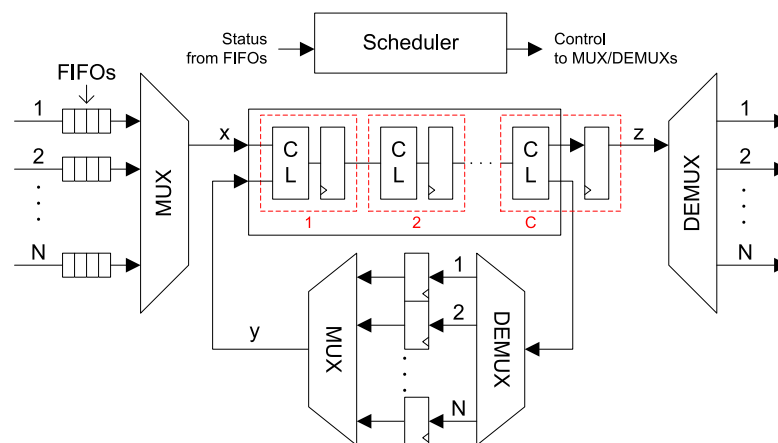 Status
from FIFOs
Scheduler
Control
to MUX/DEMUXs
FIFOs
1
2
N
MUX
x
C
L
C
L
C
L
1
2
C
z
DEMUX
1
2
N
y
MUX
1
2
N
DEMUX